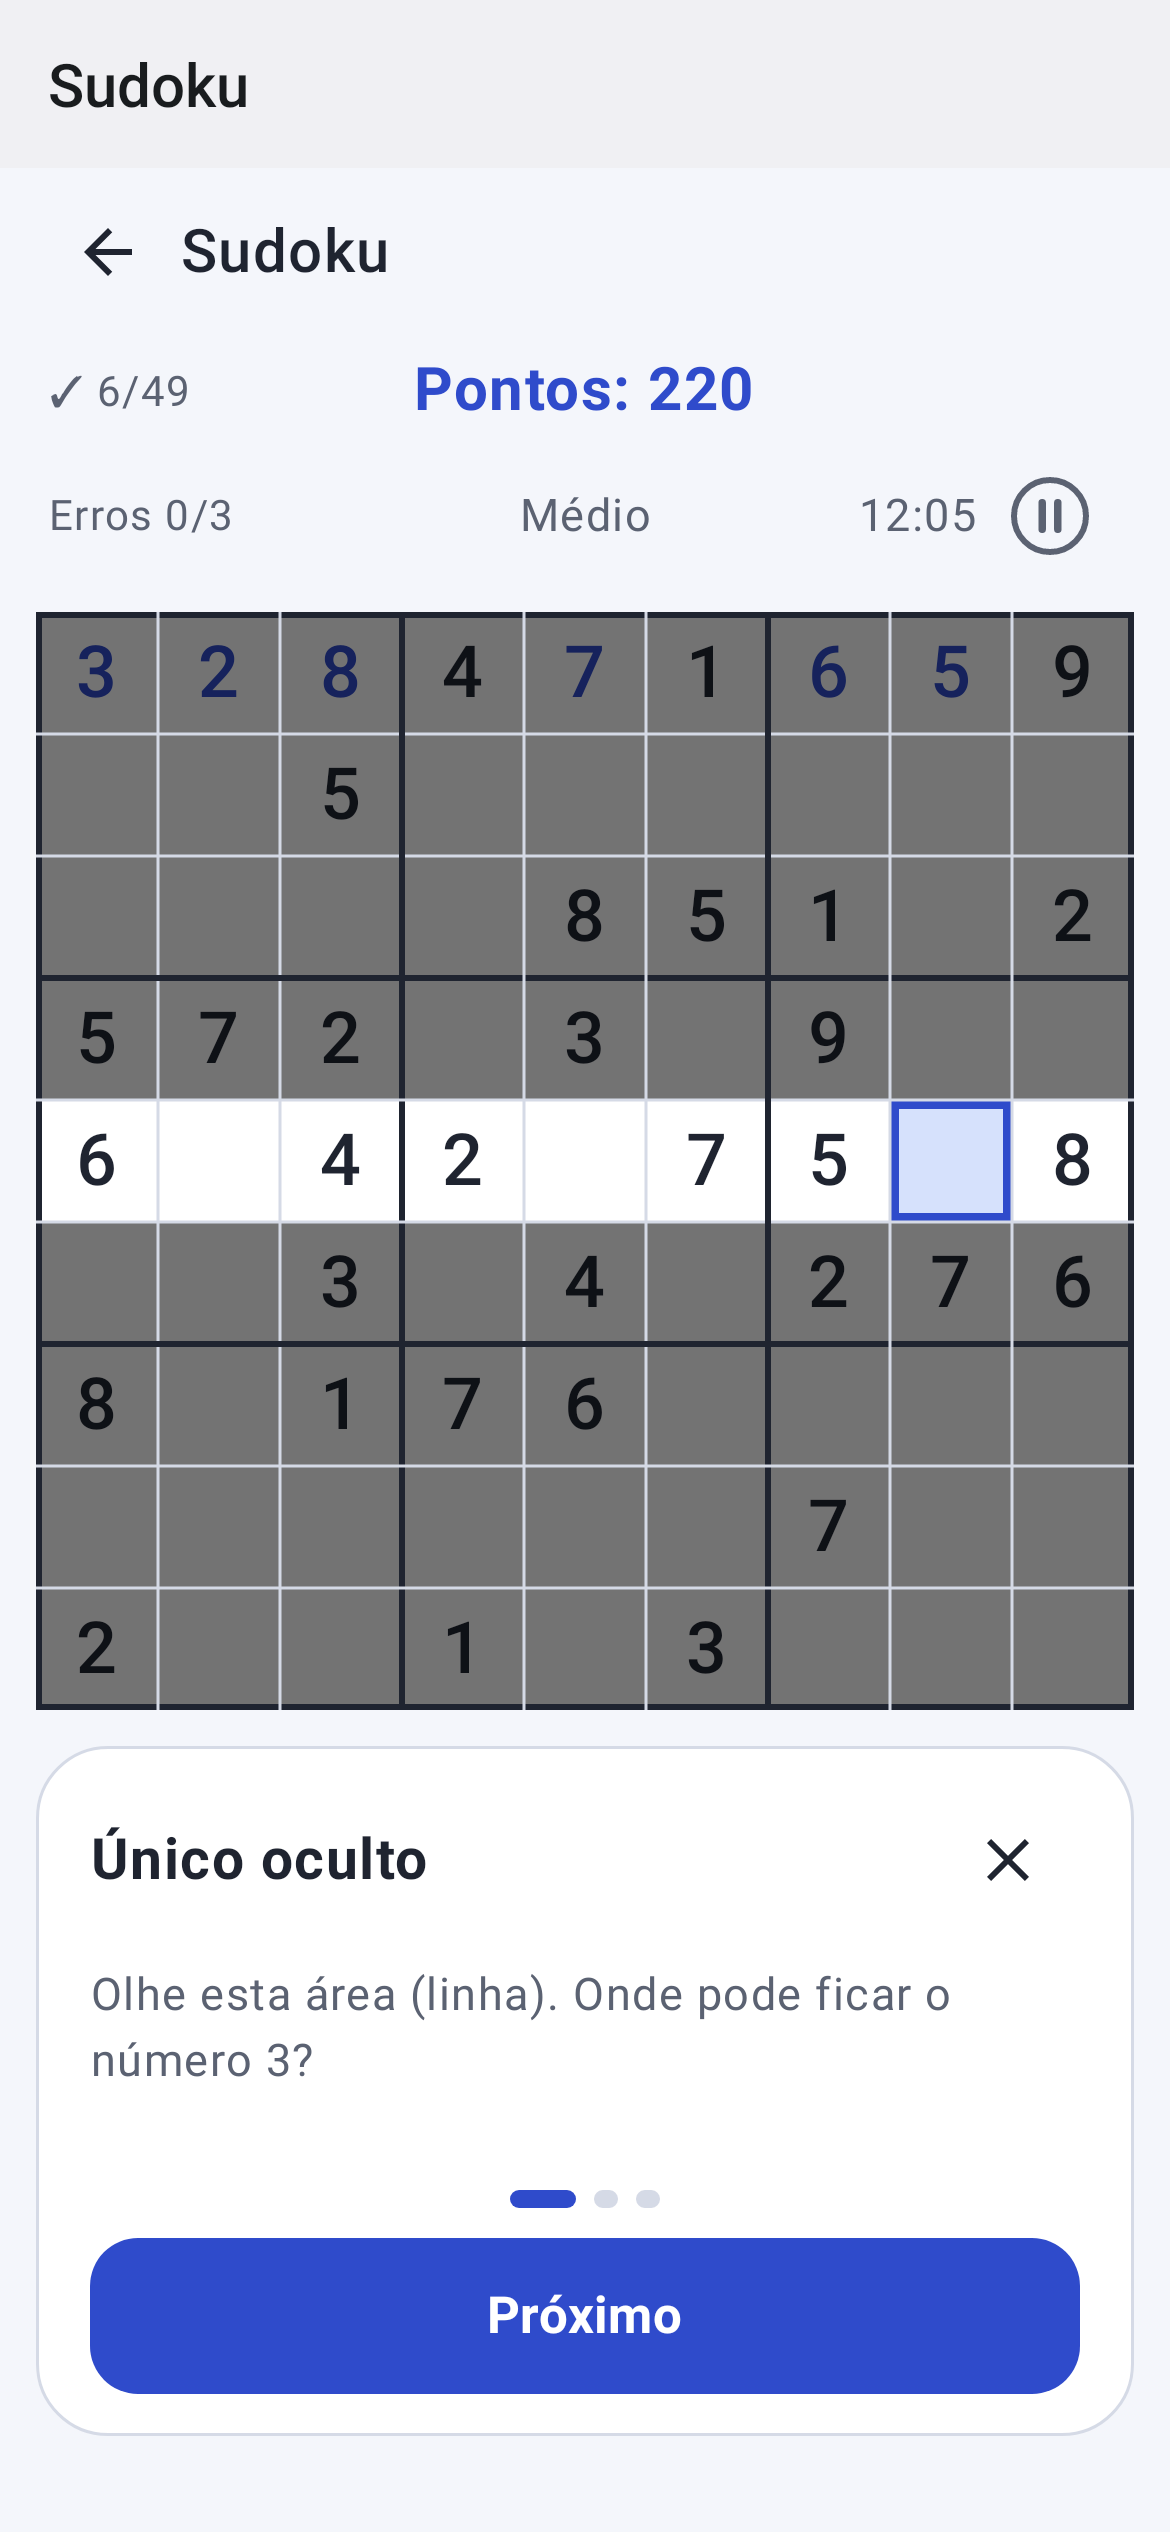 Sudoku
Sudoku
✓ 6/49 Pontos: 220
Erros 0/3 Médio 12:05
3 2 8 4 7 1 6 5 9
5
8 5 1 2
5 7 2 3 9
6 4 2 7 5 8
3 4 2 7 6
8 1 7 6
7
2 1 3
Único oculto
Olhe esta área (linha). Onde pode ficar o
número 3?
Próximo